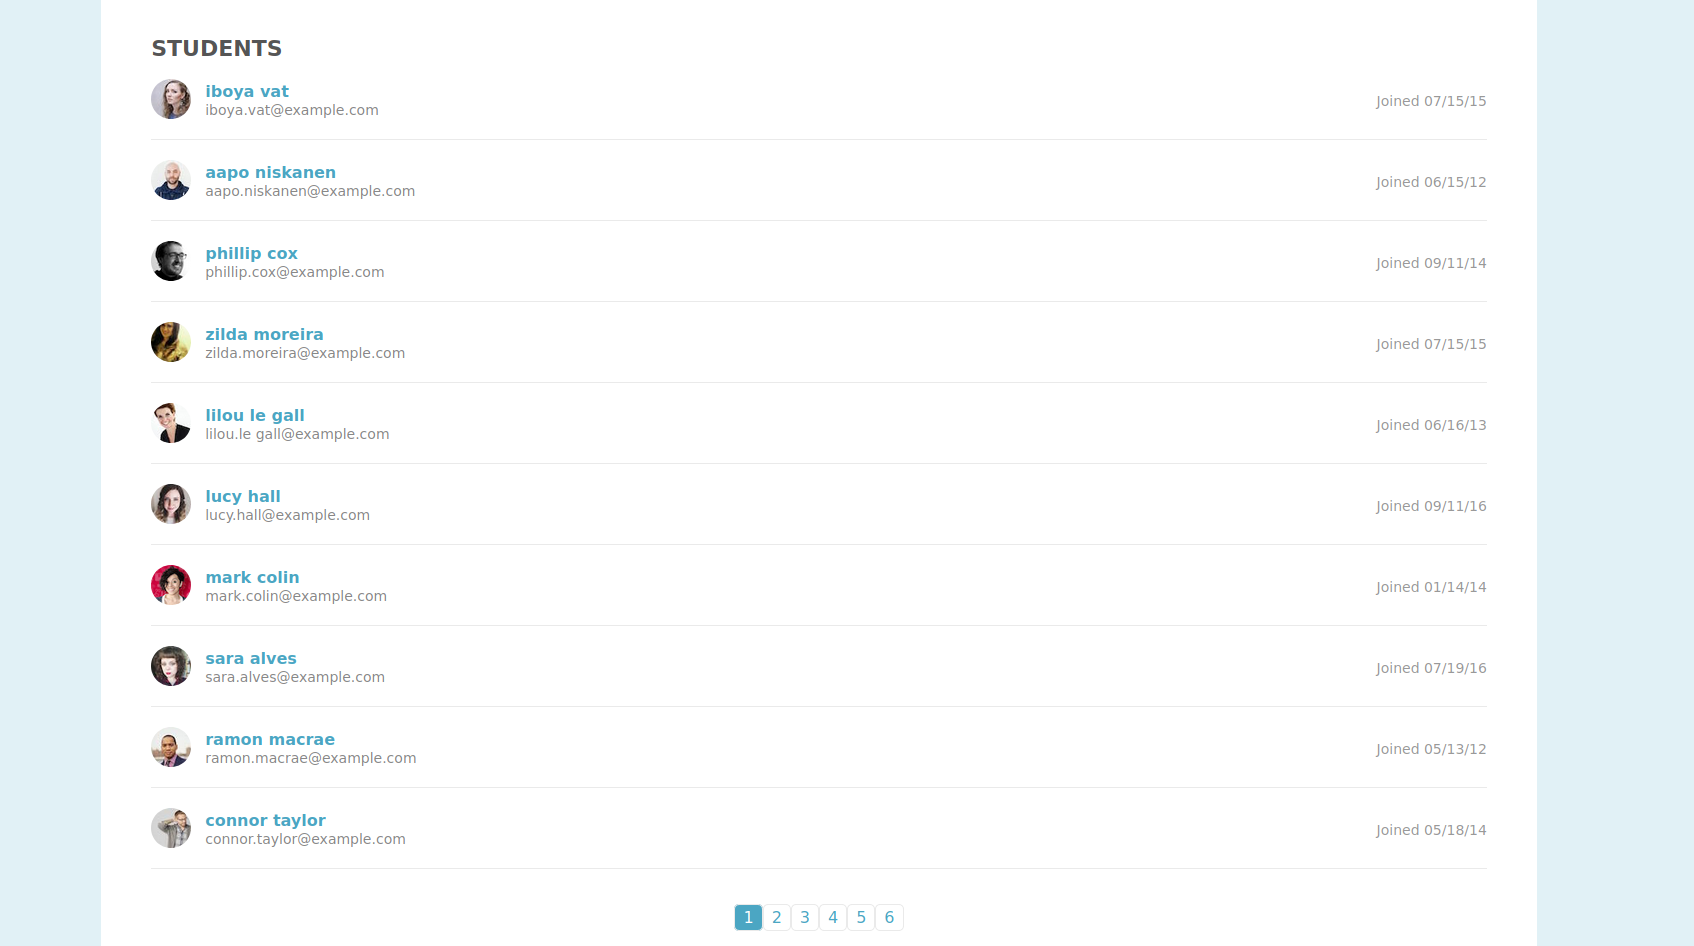 STUDENTS
iboya vat
iboya.vat@example.com
Joined 07/15/15
aapo niskanen
aapo.niskanen@example.com
Joined 06/15/12
phillip cox
phillip.cox@example.com
Joined 09/11/14
zilda moreira
zilda.moreira@example.com
Joined 07/15/15
lilou le gall
lilou.le gall@example.com
Joined 06/16/13
lucy hall
lucy.hall@example.com
Joined 09/11/16
mark colin
mark.colin@example.com
Joined 01/14/14
sara alves
sara.alves@example.com
Joined 07/19/16
ramon macrae
ramon.macrae@example.com
Joined 05/13/12
connor taylor
connor.taylor@example.com
Joined 05/18/14
1 2 3 4 5 6